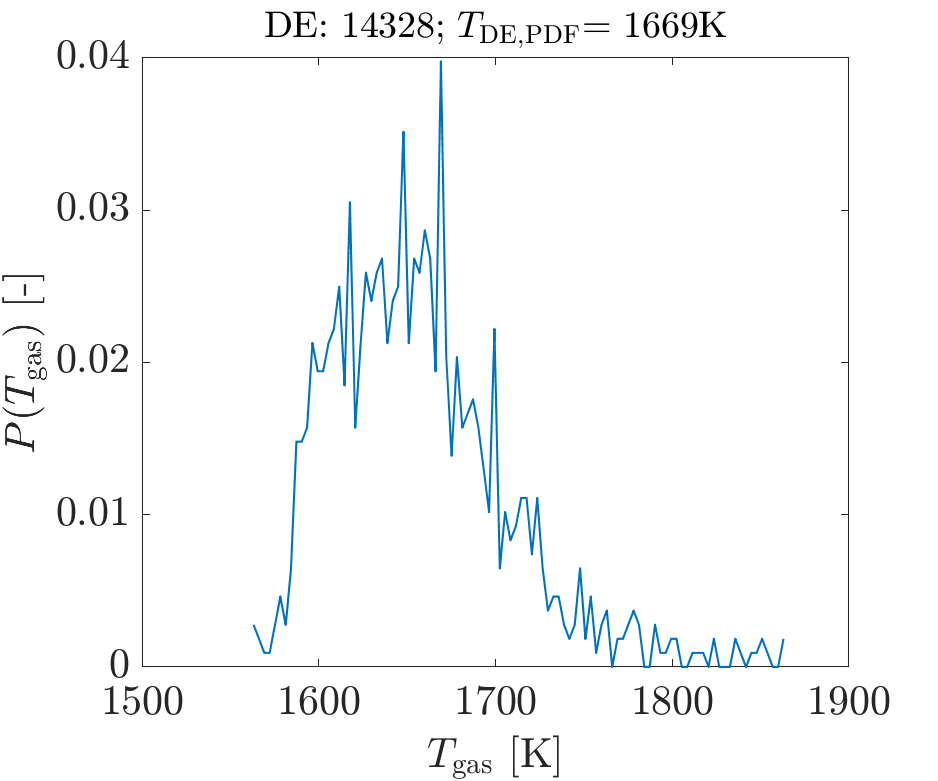 DE: 14328; T_DE,PDF= 1669K
0.04
0.03
0.02
0.01
0
P(T_gas) [-]
1500 1600 1700 1800 1900
T_gas [K]